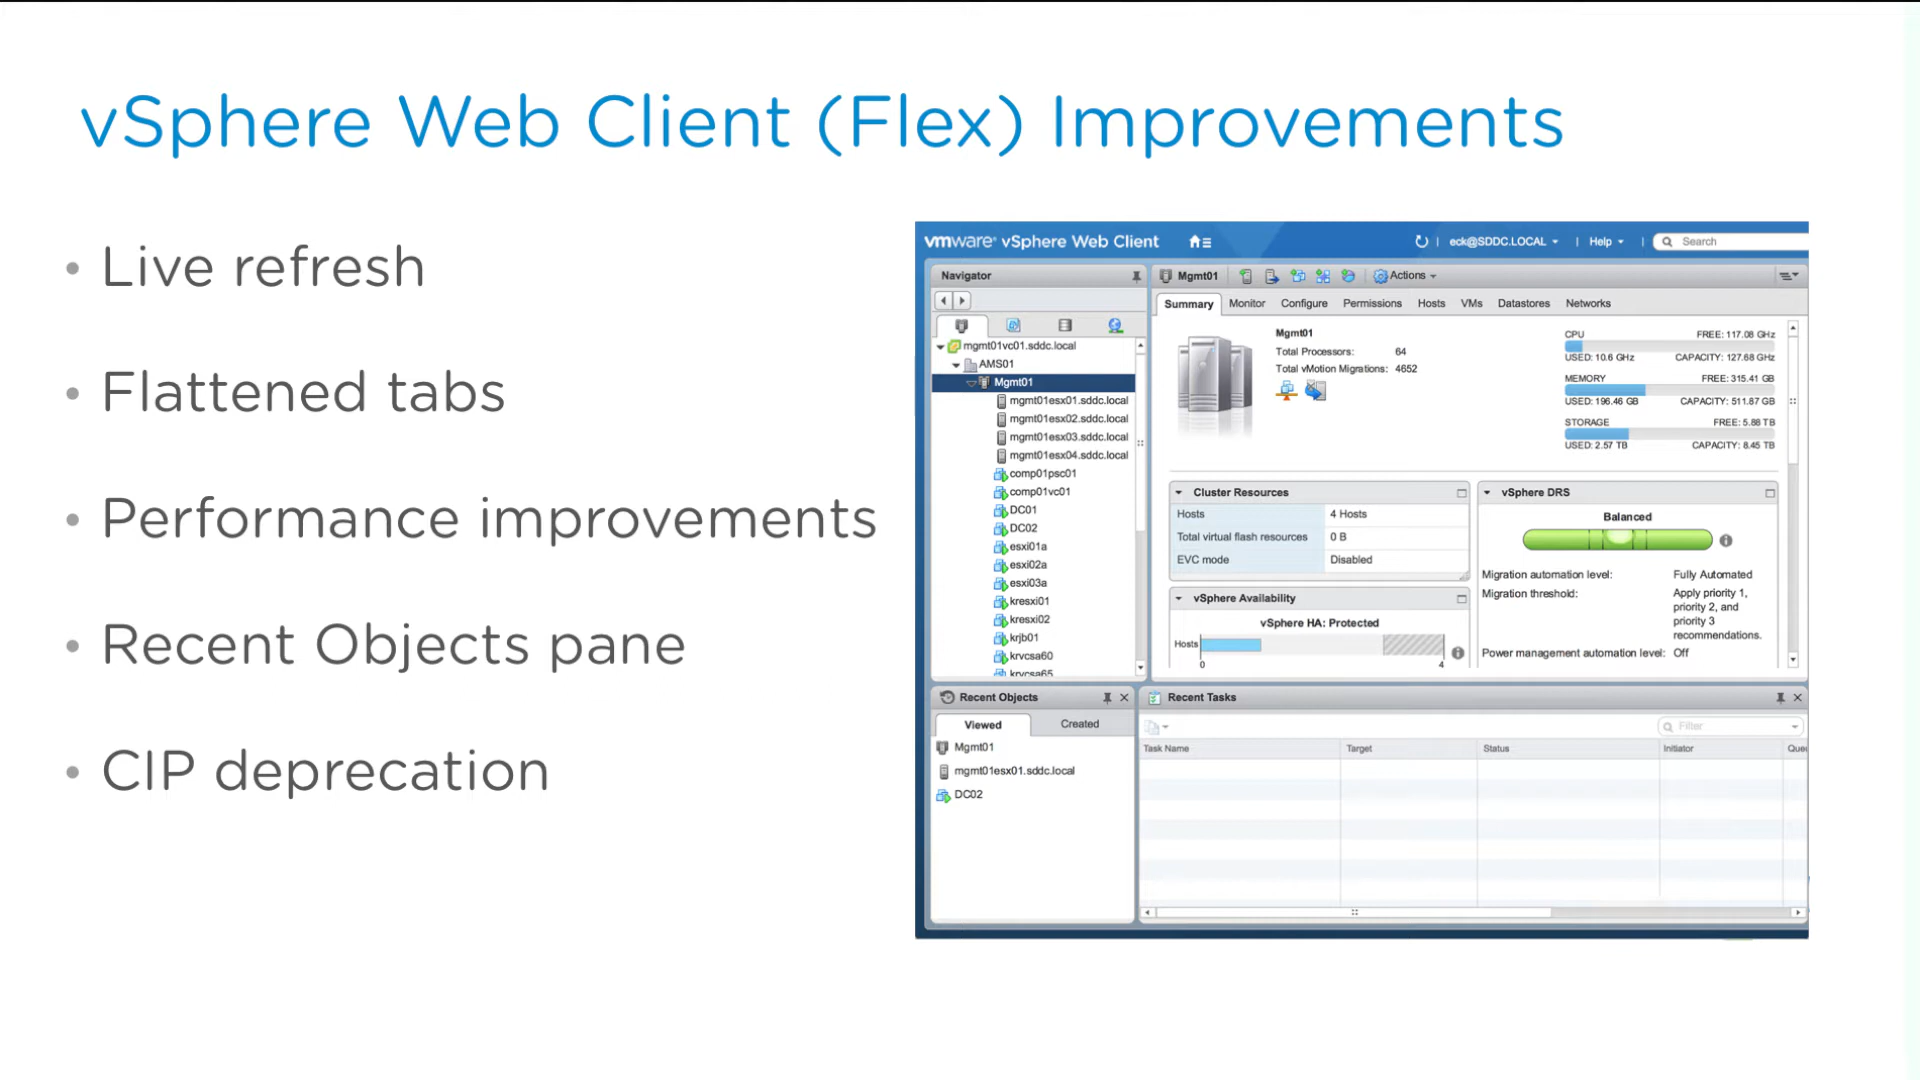 vSphere Web Client (Flex) Improvements
• Live refresh
• Flattened tabs
• Performance improvements
• Recent Objects pane
• CIP deprecation
vmware® vSphere Web Client
eck@SDDC.LOCAL
Help
Search
Navigator
mgmt01vc01.sddc.local
AMS01
Mgmt01
mgmt01esx01.sddc.local
mgmt01esx02.sddc.local
mgmt01esx03.sddc.local
mgmt01esx04.sddc.local
comp01psc01
comp01vc01
DC01
DC02
esxi01a
esxi02a
esxi03a
kresxi01
kresxi02
krjb01
krvcsa60
krvcsa65
Mgmt01
Actions
Summary Monitor Configure Permissions Hosts VMs Datastores Networks
Mgmt01
Total Processors: 64
Total vMotion Migrations: 4652
CPU FREE: 117.08 GHz
USED: 10.6 GHz CAPACITY: 127.68 GHz
MEMORY FREE: 315.41 GB
USED: 196.46 GB CAPACITY: 511.87 GB
STORAGE FREE: 5.88 TB
USED: 2.57 TB CAPACITY: 8.45 TB
Cluster Resources
Hosts 4 Hosts
Total virtual flash resources 0 B
EVC mode Disabled
vSphere Availability
vSphere HA: Protected
Hosts
0 4
vSphere DRS
Balanced
Migration automation level: Fully Automated
Migration threshold: Apply priority 1,
priority 2, and
priority 3
recommendations.
Power management automation level: Off
Recent Objects
Viewed Created
Mgmt01
mgmt01esx01.sddc.local
DC02
Recent Tasks
Filter
Task Name Target Status Initiator